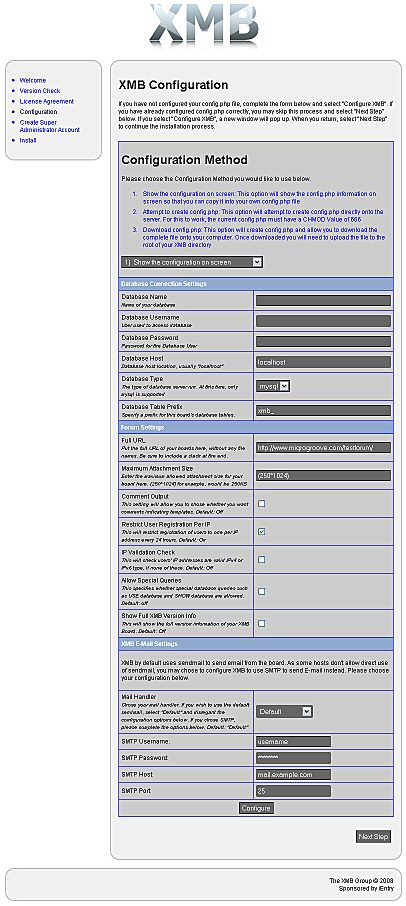 XMB
Welcome
Version Check
License Agreement
Configuration
Create Super
Administrator Account
Install
XMB Configuration
If you have not configured your config.php file, complete the form below and select "Configure XMB". If
you have already configured config.php correctly, you may skip this process and select "Next Step"
below. If you select "Configure XMB", a new window will pop up. When you return, select "Next Step"
to continue the installation process.
Configuration Method
Please choose the Configuration Method you would like to use below.
1. Show the configuration on screen: This option will show the config.php information on
screen so that you can copy it into your own config.php file
2. Attempt to create config.php: This option will attempt to create config.php directly onto the
server. For this to work, the current config.php must have a CHMOD Value of 666
3. Download config.php: This option will create config.php and allow you to download the
complete file onto your computer. Once downloaded you will need to upload the file to the
root of your XMB directory
1) Show the configuration on screen
Database Connection Settings
Database Name
Name of your database
Database Username
User used to access database
Database Password
Password for the Database User
Database Host
Database host location, usually "localhost"
localhost
Database Type
The type of database server run. At this time, only
mysql is supported
mysql
Database Table Prefix
Specify a prefix for this board's database tables.
xmb_
Forum Settings
Full URL
Put the full URL of your boards here, without any file
names. Be sure to include a slash at the end.
http://www.miqrogroove.com/testforum/
Maximum Attachment Size
Enter the maximum allowed attachment size for your
board here. (250*1024) for example, would be 250KB
(250*1024)
Comment Output
This setting will allow you to choose whether you want
comments indicating templates. Default: Off
Restrict User Registration Per IP
This will restrict registration of users to one per IP
address every 24 hours. Default: On
IP Validation Check
This will check users' IP addresses are valid IPv4 or
IPv6 type, if none of these. Default: Off
Allow Special Queries
This specifies whether special database queries such
as USE database and SHOW database are allowed.
Default: off
Show Full XMB Version Info
This will show the full version information of your XMB
Board. Default: Off
XMB E-Mail Settings
XMB by default uses sendmail to send email from the board. As some hosts don't allow direct use
of sendmail, you may chose to configure XMB to use SMTP to send E-mail instead. Please choose
your configuration below.
Mail Handler
Chose your mail handler. If you wish to use the default
sendmail, select "Default" and disregard the
configuration options below. If you chose SMTP,
please complete the options below. Default: "Default"
Default
SMTP Username:
username
SMTP Password:
********
SMTP Host:
mail.example.com
SMTP Port
25
Configure
Next Step
The XMB Group © 2008
Sponsored by iEntry